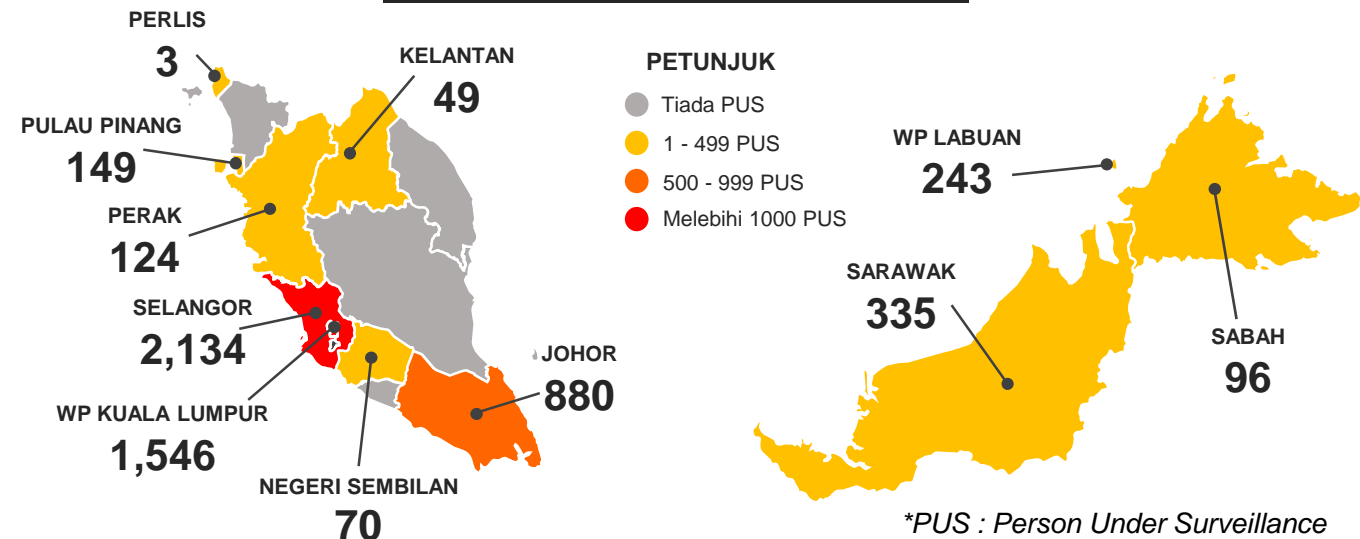 PERLIS
3
KELANTAN
49
PULAU PINANG
149
PERAK
124
SELANGOR
2,134
WP KUALA LUMPUR
1,546
NEGERI SEMBILAN
70
JOHOR
880
PETUNJUK
Tiada PUS
1 - 499 PUS
500 - 999 PUS
Melebihi 1000 PUS
WP LABUAN
243
SARAWAK
335
SABAH
96
*PUS : Person Under Surveillance